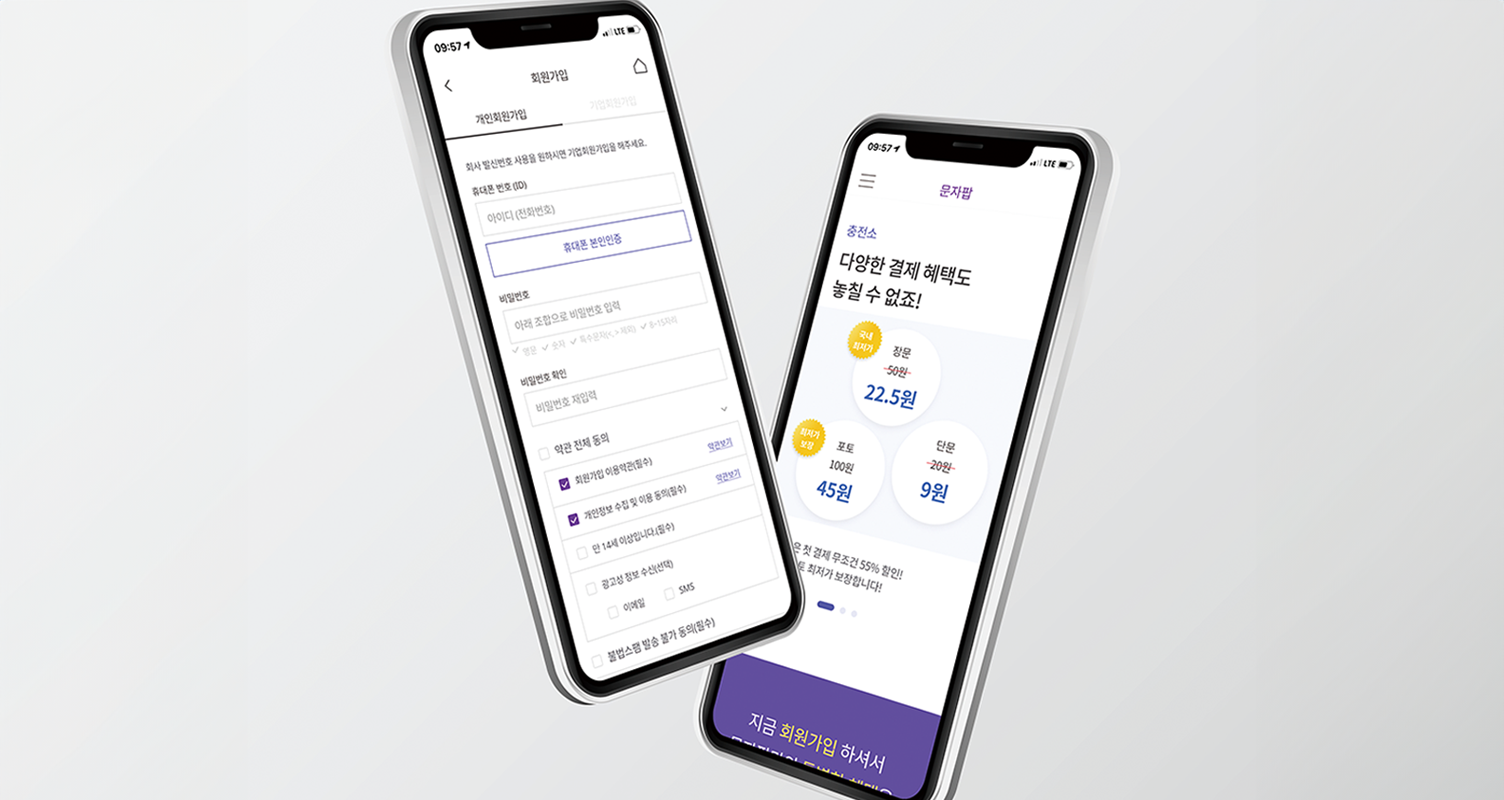 09:57
LTE
회원가입
개인회원가입
기업회원가입
회사 발신번호 사용을 원하시면 기업회원가입을 해주세요.
휴대폰 번호 (ID)
아이디 (전화번호)
휴대폰 본인인증
비밀번호
아래 조합으로 비밀번호 입력
영문 숫자 특수문자(<, > 제외) 8~15자리
비밀번호 확인
비밀번호 재입력
약관 전체 동의
회원가입 이용약관(필수) 약관보기
개인정보 수집 및 이용 동의(필수) 약관보기
만 14세 이상입니다.(필수)
광고성 정보 수신(선택)
이메일 SMS
불법스팸 발송 불가 동의(필수)
09:57
LTE
문자팝
충전소
다양한 결제 혜택도
놓칠 수 없죠!
국내
최저가
장문
50원
22.5원
최저가
보장
포토
100원
45원
단문
20원
9원
은 첫 결제 무조건 55% 할인!
토 최저가 보장합니다!
지금 회원가입 하셔서